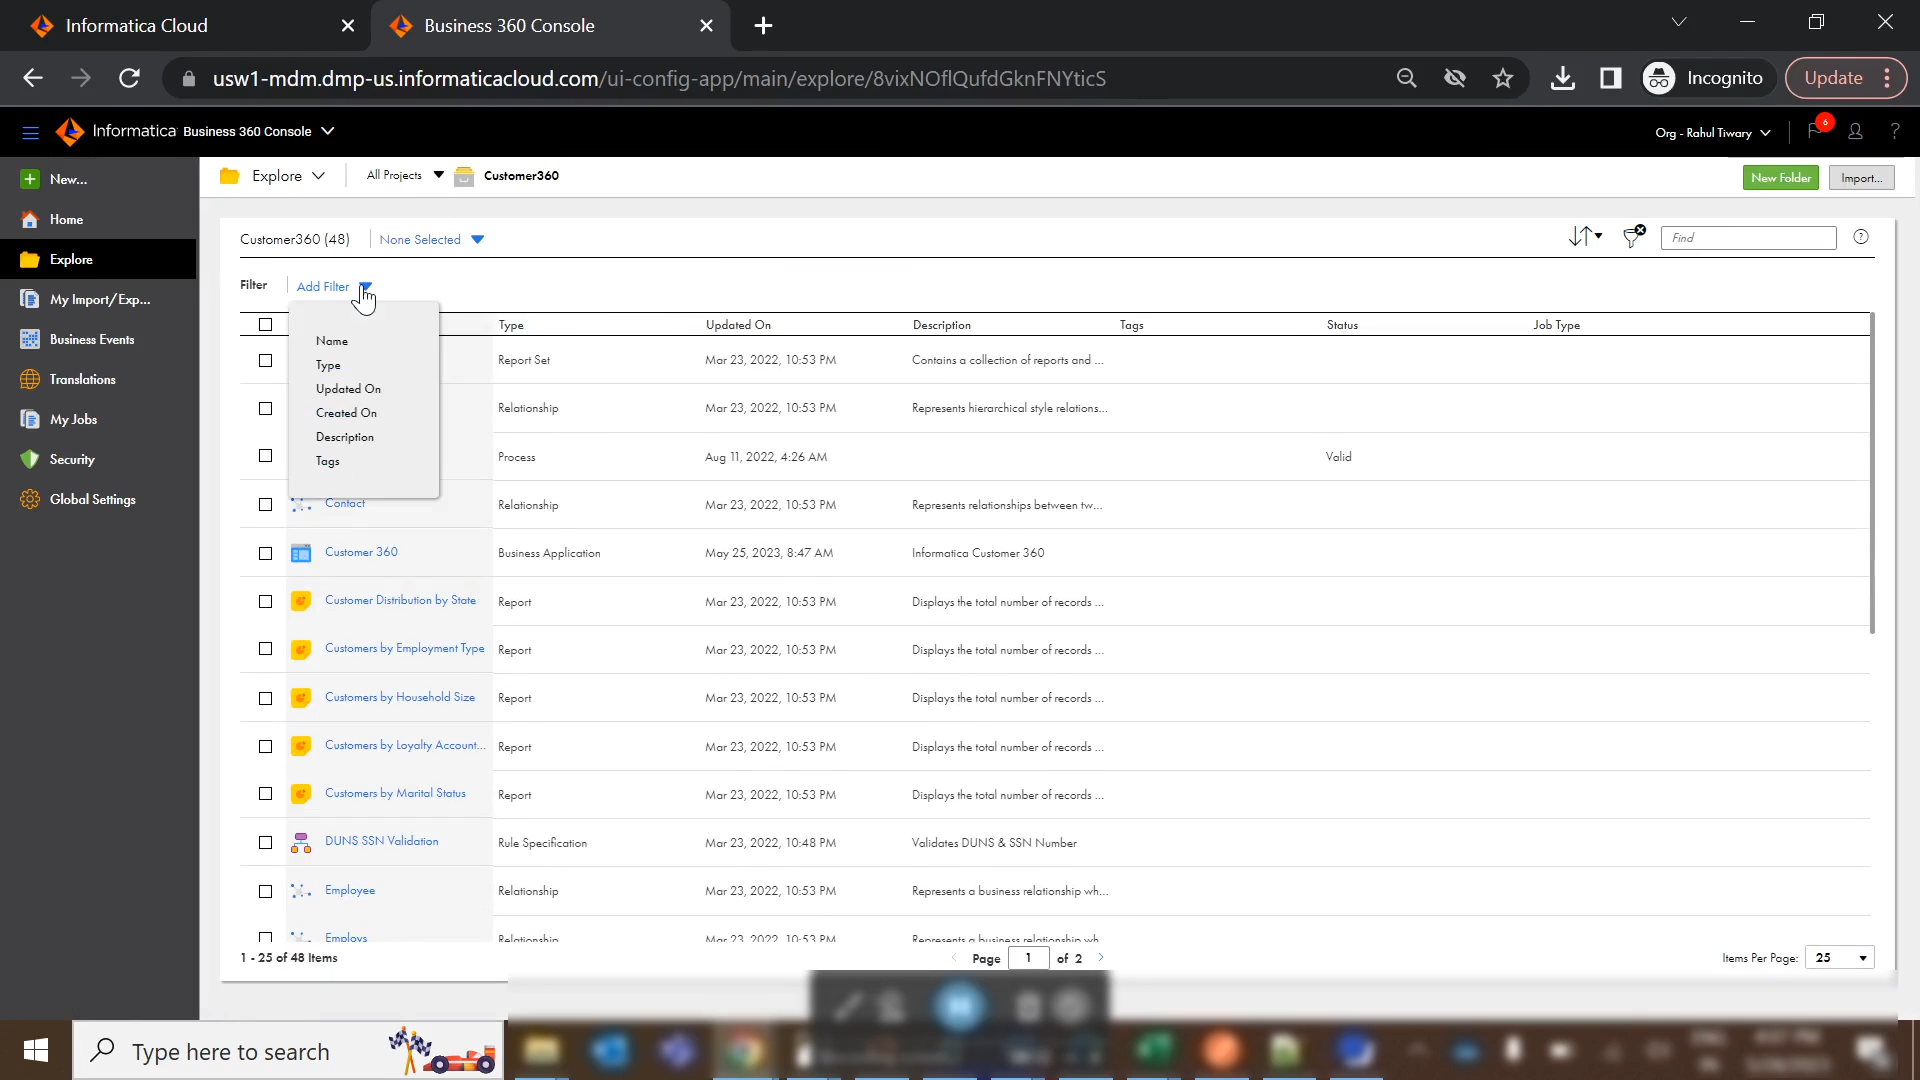 Informatica Cloud
Business 360 Console
usw1-mdm.dmp-us.informaticacloud.com/ui-config-app/main/explore/8vixNOflQufdGknFNYticS
Incognito
Update
Informatica Business 360 Console
Org - Rahul Tiwary
6
?
New...
Home
Explore
My Import/Exp...
Business Events
Translations
My Jobs
Security
Global Settings
Explore
All Projects
Customer360
New Folder
Import...
Customer360 (48)
None Selected
Find
?
Filter
Add Filter
Name
Type
Updated On
Created On
Description
Tags
Type
Updated On
Description
Tags
Status
Job Type
Report Set
Mar 23, 2022, 10:53 PM
Contains a collection of reports and ...
Relationship
Mar 23, 2022, 10:53 PM
Represents hierarchical style relations...
Process
Aug 11, 2022, 4:26 AM
Valid
Contact
Relationship
Mar 23, 2022, 10:53 PM
Represents relationships between tw...
Customer 360
Business Application
May 25, 2023, 8:47 AM
Informatica Customer 360
Customer Distribution by State
Report
Mar 23, 2022, 10:53 PM
Displays the total number of records ...
Customers by Employment Type
Report
Mar 23, 2022, 10:53 PM
Displays the total number of records ...
Customers by Household Size
Report
Mar 23, 2022, 10:53 PM
Displays the total number of records ...
Customers by Loyalty Account...
Report
Mar 23, 2022, 10:53 PM
Displays the total number of records ...
Customers by Marital Status
Report
Mar 23, 2022, 10:53 PM
Displays the total number of records ...
DUNS SSN Validation
Rule Specification
Mar 23, 2022, 10:48 PM
Validates DUNS & SSN Number
Employee
Relationship
Mar 23, 2022, 10:53 PM
Represents a business relationship wh...
Employs
Relationship
Mar 23, 2022, 10:53 PM
Represents a business relationship wh
1 - 25 of 48 Items
Page 1 of 2
Items Per Page: 25
Type here to search